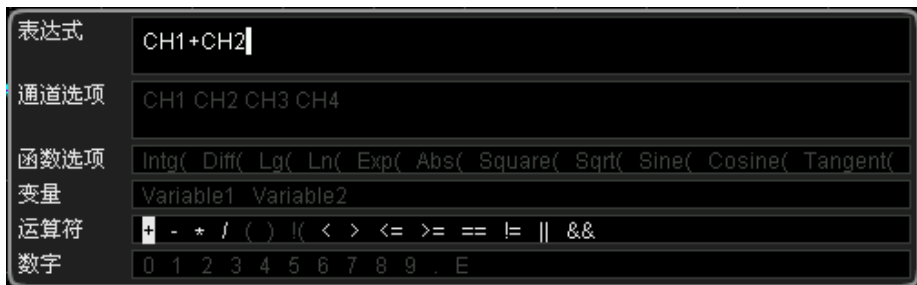 表达式 CH1+CH2
通道选项 CH1 CH2 CH3 CH4
函数选项 Intg( Diff( Lg( Ln( Exp( Abs( Square( Sqrt( Sine( Cosine( Tangent(
变量 Variable1 Variable2
运算符 + - * / ( ) !( < > <= >= == != || &&
数字 0 1 2 3 4 5 6 7 8 9 . E